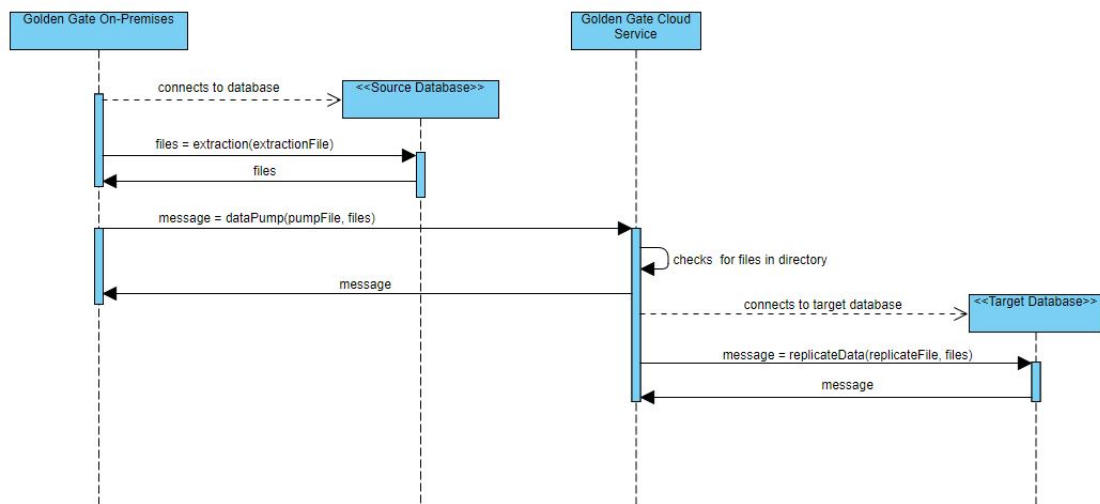 Golden Gate On-Premises
Golden Gate Cloud
Service
connects to database
<<Source Database>>
files = extraction(extractionFile)
files
message = dataPump(pumpFile, files)
checks for files in directory
message
connects to target database
<<Target Database>>
message = replicateData(replicateFile, files)
message